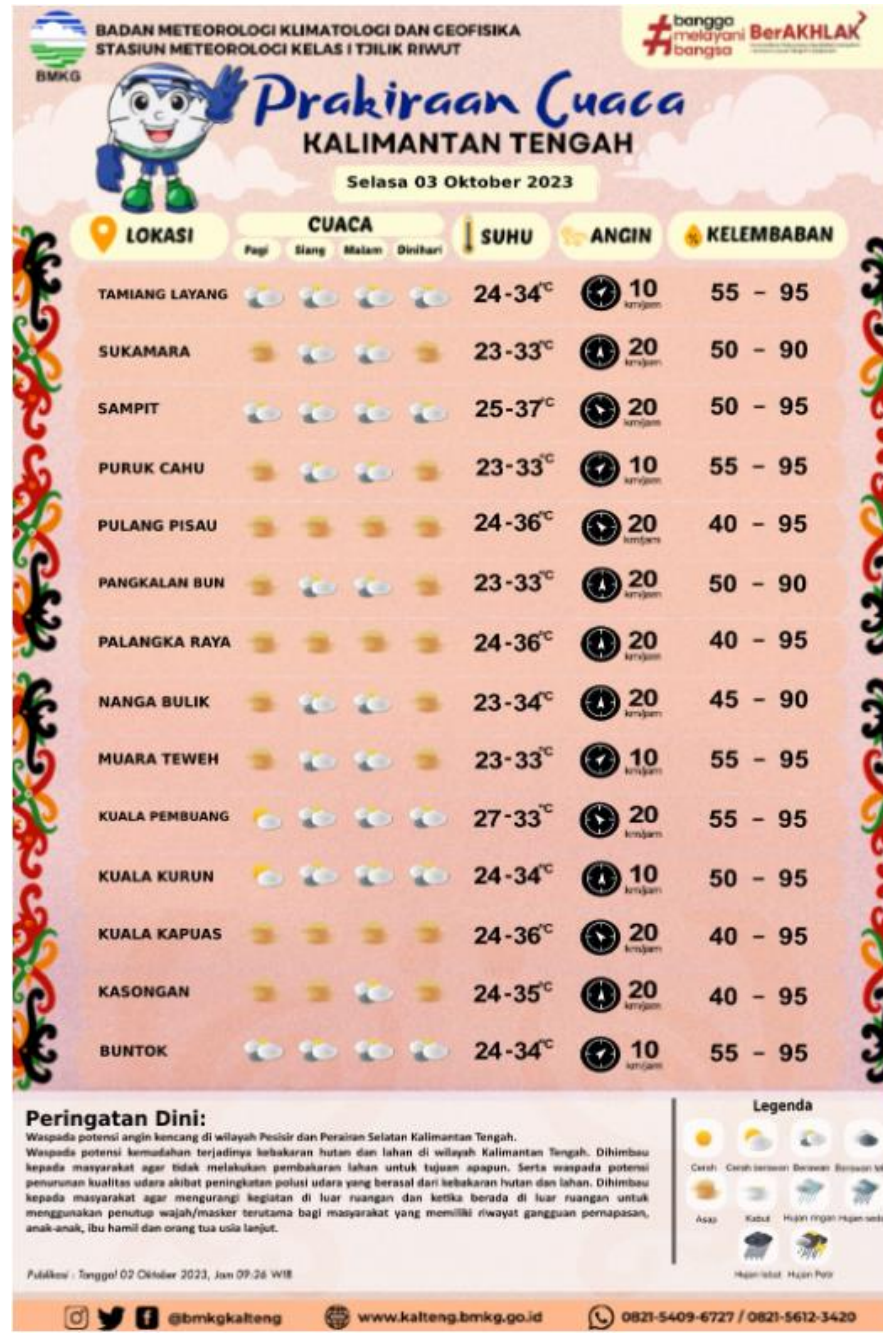 BADAN METEOROLOGI KLIMATOLOGI DAN GEOFISIKA
STASIUN METEOROLOGI KELAS I TJILIK RIWUT
BMKG
#bangga melayani bangsa
BerAKHLAK
Prakiraan Cuaca
KALIMANTAN TENGAH
Selasa 03 Oktober 2023
LOKASI CUACA SUHU ANGIN KELEMBABAN
Pagi Siang Malam Dinihari
TAMIANG LAYANG 24-34°C 10 km/jam 55 - 95
SUKAMARA 23-33°C 20 km/jam 50 - 90
SAMPIT 25-37°C 20 km/jam 50 - 95
PURUK CAHU 23-33°C 10 km/jam 55 - 95
PULANG PISAU 24-36°C 20 km/jam 40 - 95
PANGKALAN BUN 23-33°C 20 km/jam 50 - 90
PALANGKA RAYA 24-36°C 20 km/jam 40 - 95
NANGA BULIK 23-34°C 20 km/jam 45 - 90
MUARA TEWEH 23-33°C 10 km/jam 55 - 95
KUALA PEMBUANG 27-33°C 20 km/jam 55 - 95
KUALA KURUN 24-34°C 10 km/jam 50 - 95
KUALA KAPUAS 24-36°C 20 km/jam 40 - 95
KASONGAN 24-35°C 20 km/jam 40 - 95
BUNTOK 24-34°C 10 km/jam 55 - 95
Peringatan Dini:
Waspada potensi angin kencang di wilayah Pesisir dan Perairan Selatan Kalimantan Tengah.
Waspada potensi kemudahan terjadinya kebakaran hutan dan lahan di wilayah Kalimantan Tengah. Dihimbau
kepada masyarakat agar tidak melakukan pembakaran lahan untuk tujuan apapun. Serta waspada potensi
penurunan kualitas udara akibat peningkatan polusi udara yang berasal dari kebakaran hutan dan lahan. Dihimbau
kepada masyarakat agar mengurangi kegiatan di luar ruangan dan ketika berada di luar ruangan untuk
menggunakan penutup wajah/masker terutama bagi masyarakat yang memiliki riwayat gangguan pernapasan,
anak-anak, ibu hamil dan orang tua usia lanjut.
Publikasi : Tanggal 02 Oktober 2023, Jam 09:26 WIB
Legenda
Cerah Cerah berawan Berawan Berawan
Asap Kabut Hujan ringan Hujan
Hujan lebat Hujan Petir
@bmkgkalteng www.kalteng.bmkg.go.id 0821-5409-6727 / 0821-5612-3420